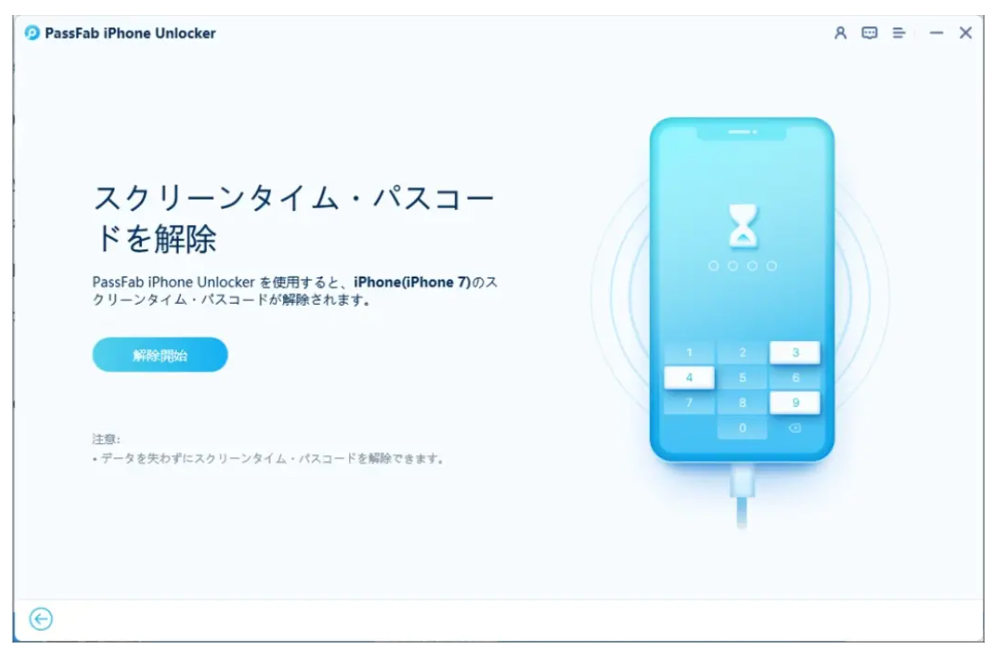 PassFab iPhone Unlocker
スクリーンタイム・パスコー
ドを解除
PassFab iPhone Unlocker を使用すると、iPhone(iPhone 7)のス
クリーンタイム・パスコードが解除されます。
解除開始
注意:
• データを失わずにスクリーンタイム・パスコードを解除できます。
1 2 3
4 5 6
7 8 9
0